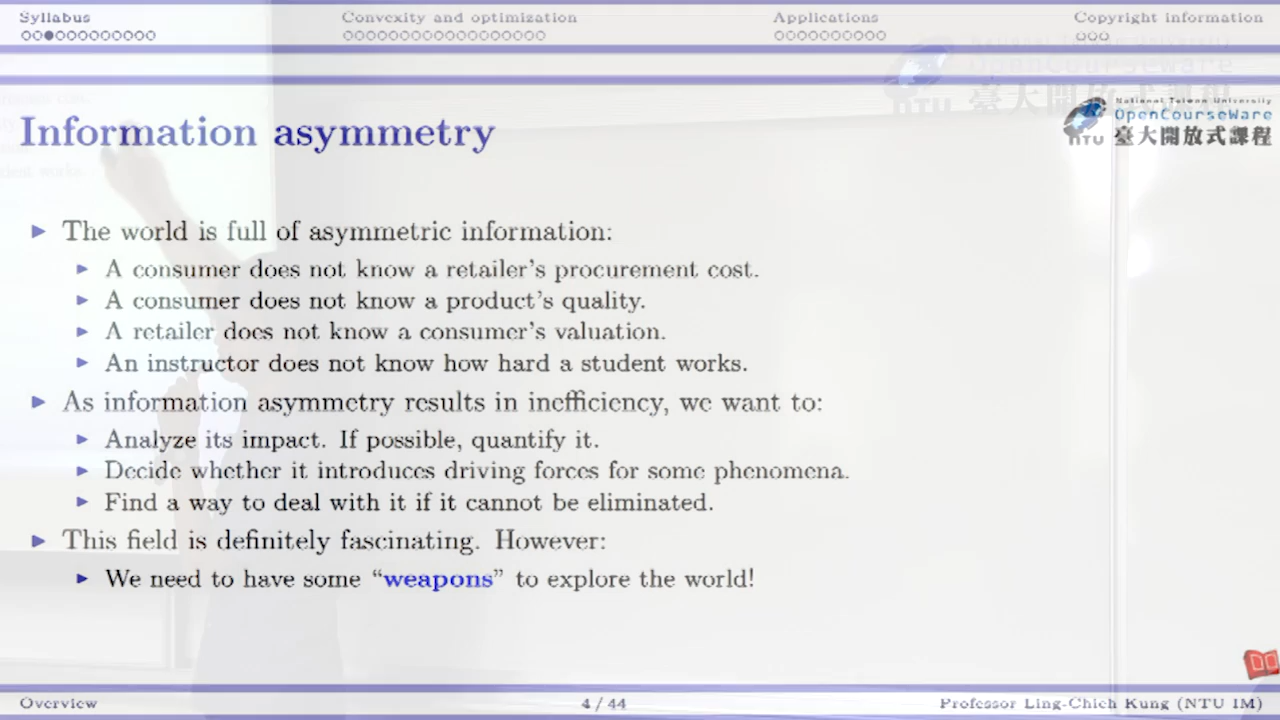 Syllabus Convexity and optimization Applications Copyright information
Information asymmetry
National Taiwan University
OpenCourseWare
NTU 臺大開放式課程
The world is full of asymmetric information:
A consumer does not know a retailer's procurement cost.
A consumer does not know a product's quality.
A retailer does not know a consumer's valuation.
An instructor does not know how hard a student works.
As information asymmetry results in inefficiency, we want to:
Analyze its impact. If possible, quantify it.
Decide whether it introduces driving forces for some phenomena.
Find a way to deal with it if it cannot be eliminated.
This field is definitely fascinating. However:
We need to have some “weapons” to explore the world!
Overview 4 / 44 Professor Ling-Chieh Kung (NTU IM)